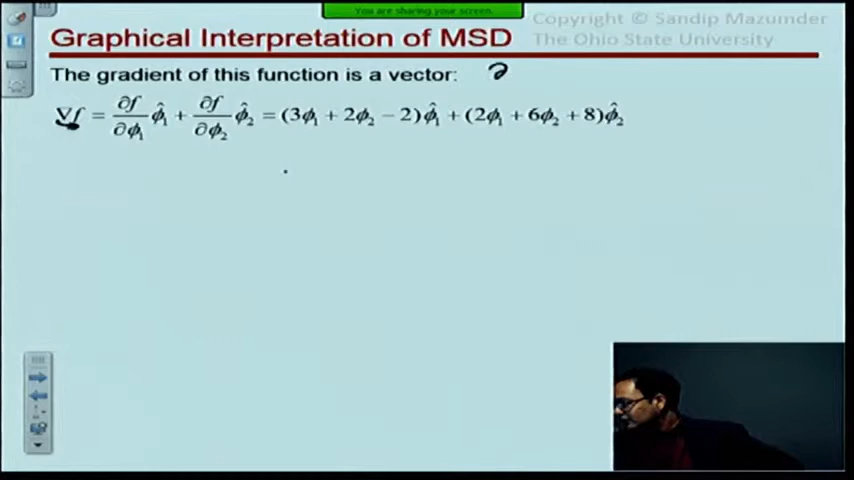 You are sharing your screen
Copyright © Sandip Mazumder
Graphical Interpretation of MSD
The Ohio State University
The gradient of this function is a vector: ∂
∇f = ∂f/∂ϕ₁ ϕ̂₁ + ∂f/∂ϕ₂ ϕ̂₂ = (3ϕ₁ + 2ϕ₂ − 2)ϕ̂₁ + (2ϕ₁ + 6ϕ₂ + 8)ϕ̂₂